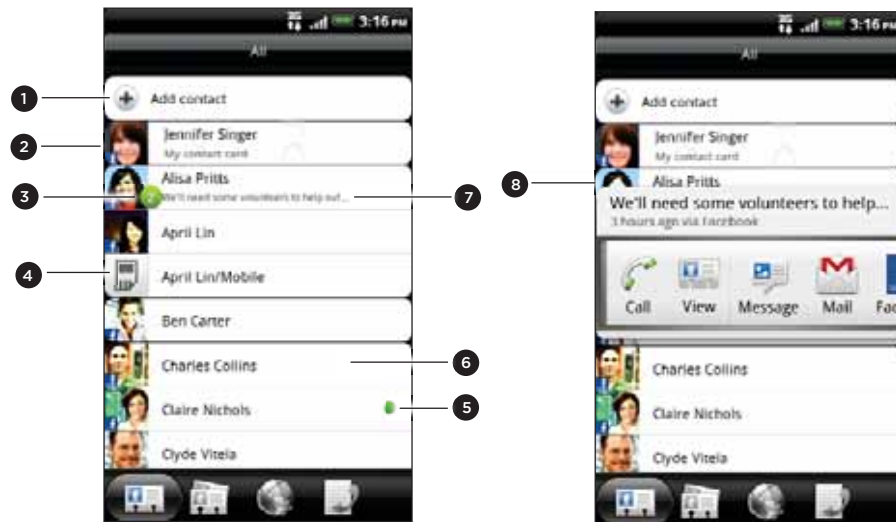 3G 3:16 PM
All
1
Add contact
2
Jennifer Singer
My contact card
Alisa Pritts
3
We'll need some volunteers to help out...
7
April Lin
4
April Lin/Mobile
Ben Carter
Charles Collins
6
Claire Nichols
5
Clyde Vitela
3G 3:16 PM
All
Add contact
Jennifer Singer
My contact card
8
Alisa Pritts
We'll need some volunteers to help...
3 hours ago via Facebook
Call View Message Mail Fac
Charles Collins
Claire Nichols
Clyde Vitela